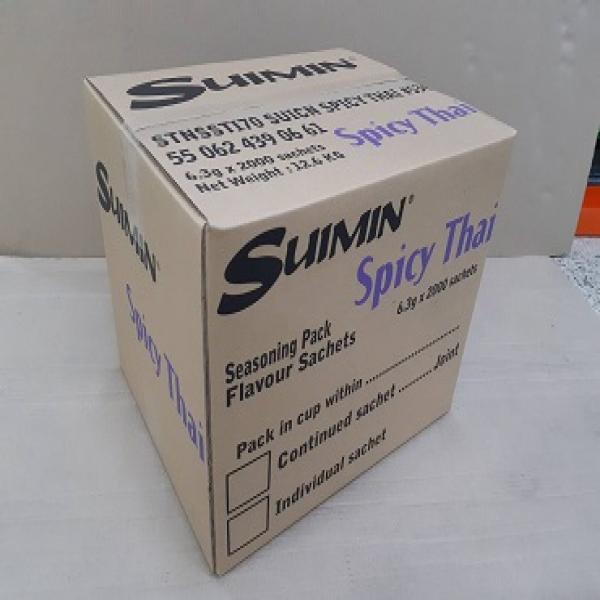 SUIMIN®
STNSSTI70 SUICH SPICY THAI
55 062 439 06 61
6.3g x 2000 sachets
Net Weight : 12.6 KG
Spicy Thai
SUIMIN
Spicy Thai
SUIMIN®
Spicy Thai
6.3g x 2000 sachets
Seasoning Pack
Flavour Sachets
Pack in cup within ....................
Continued sachet .......... Joint
Individual sachet